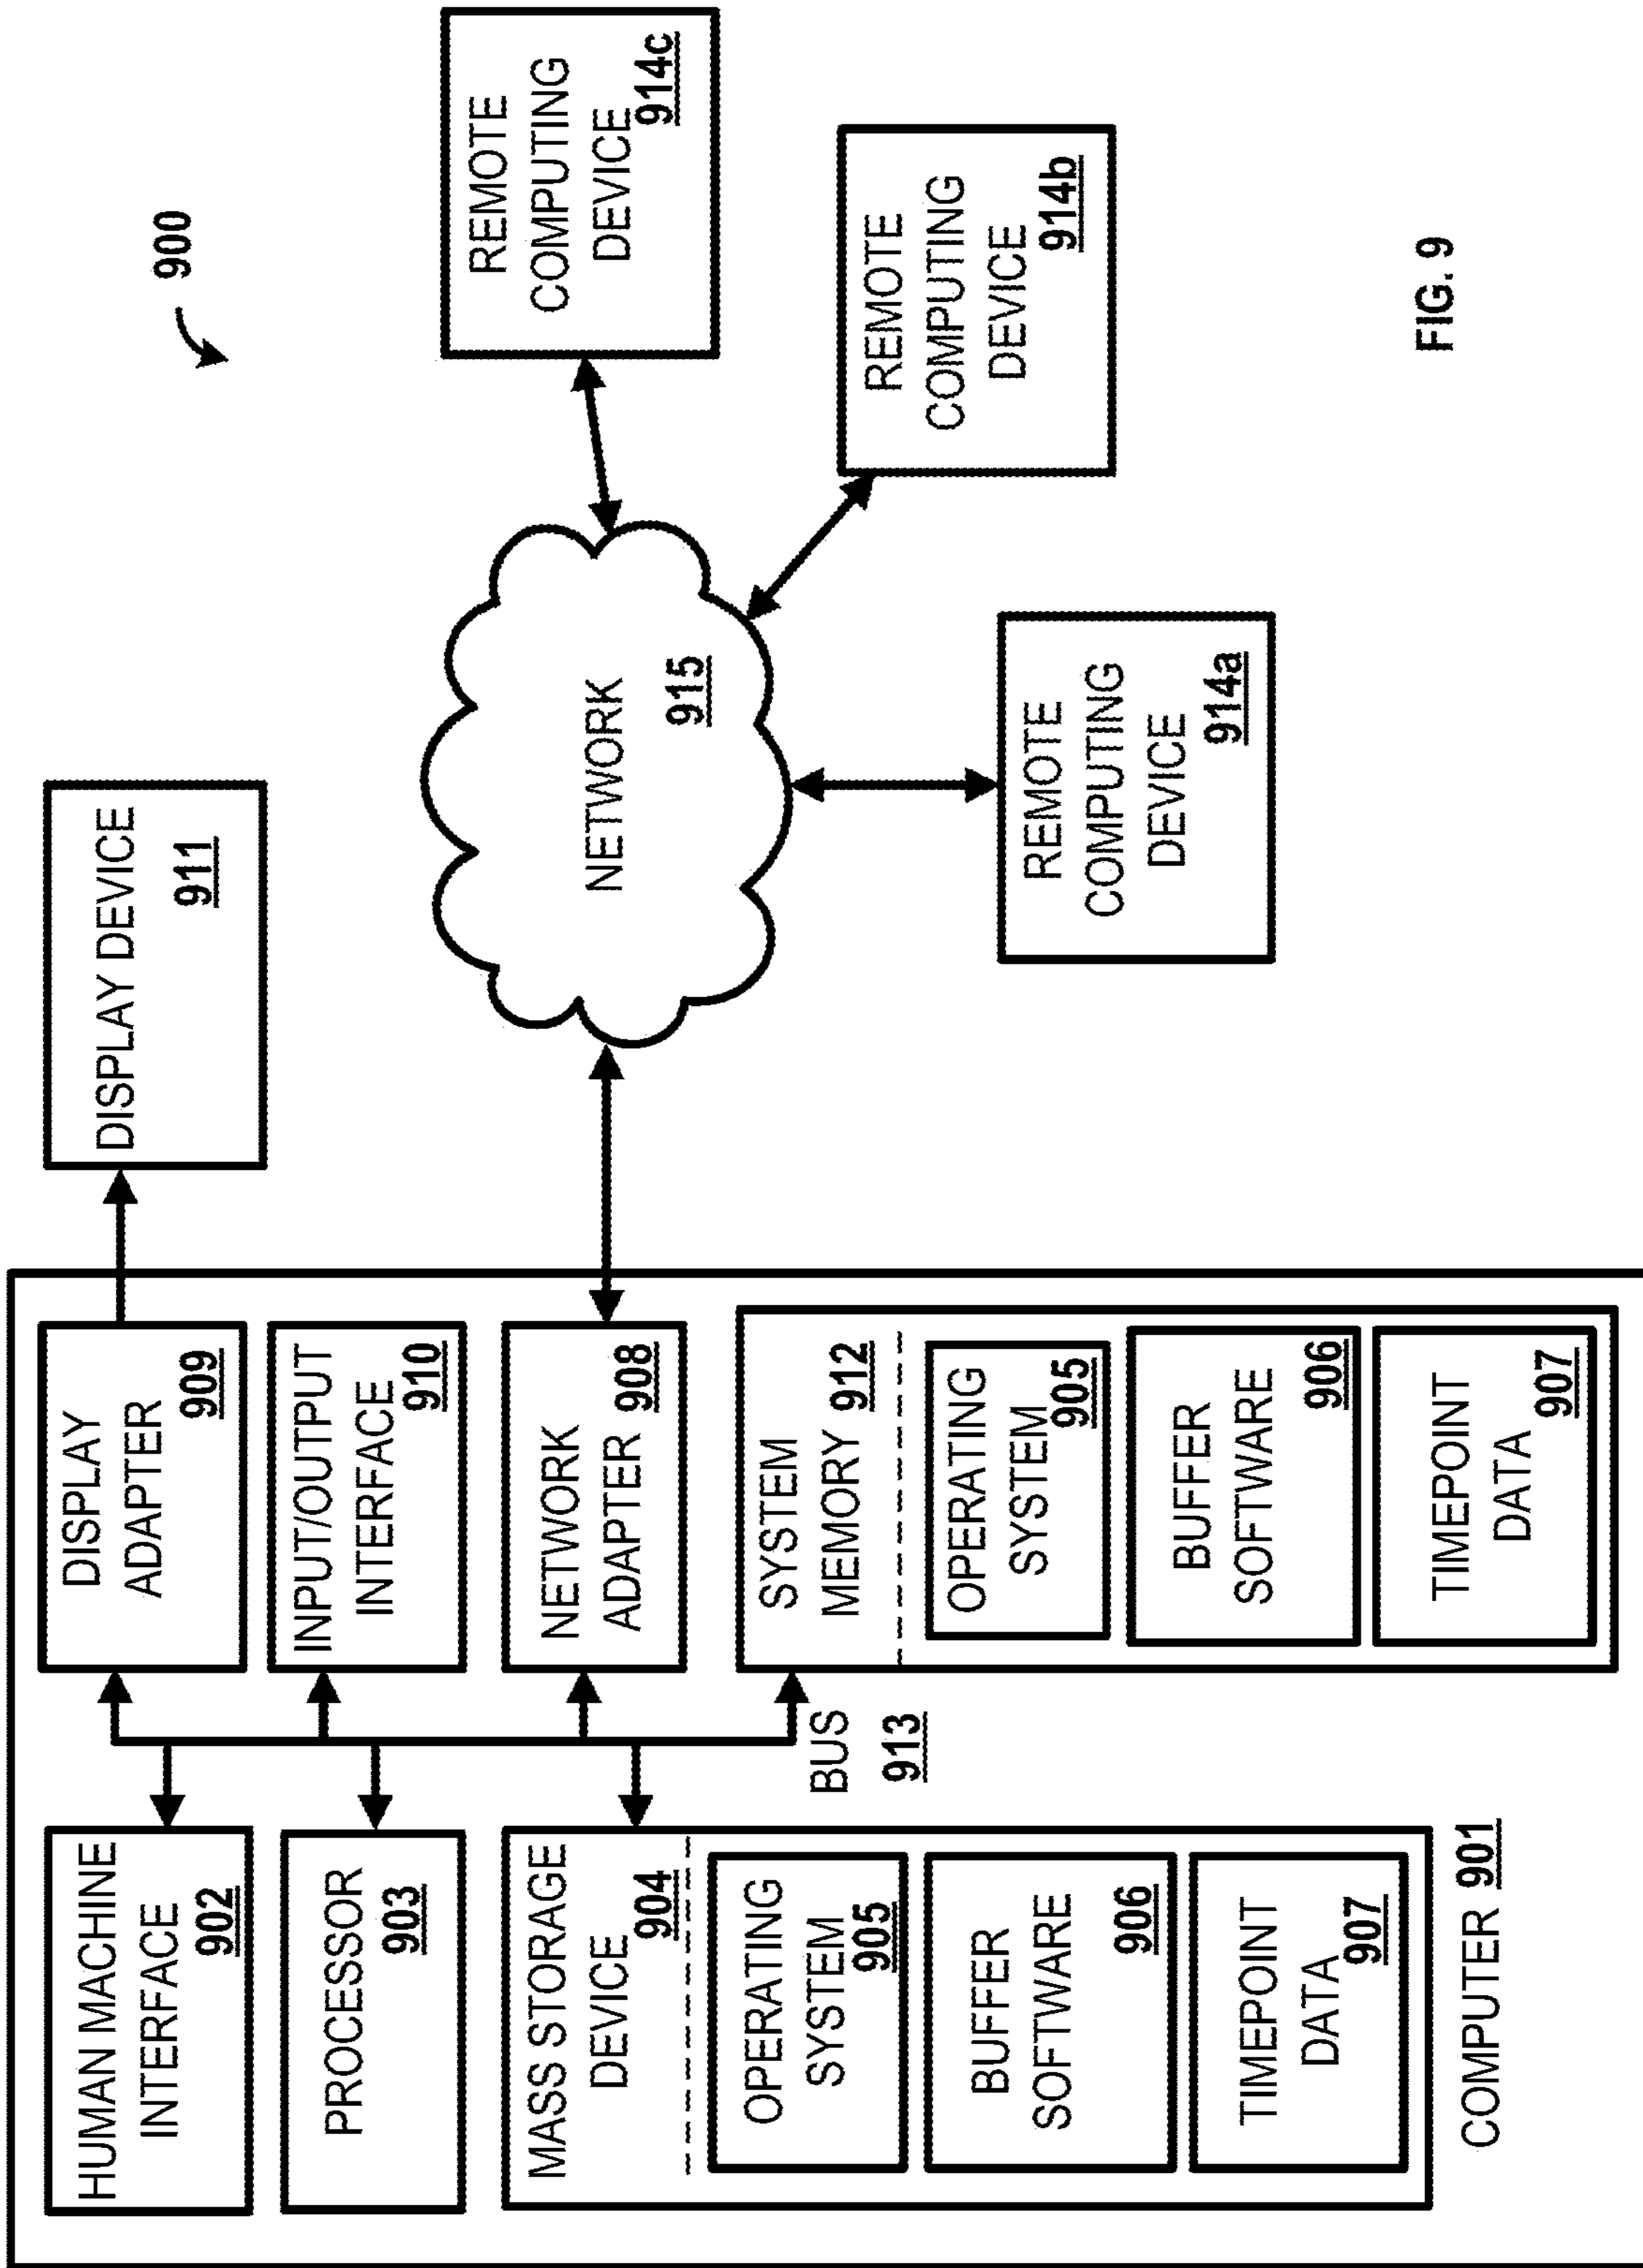 900
HUMAN MACHINE
INTERFACE
902
PROCESSOR
903
MASS STORAGE
DEVICE
904
OPERATING
SYSTEM
905
BUFFER
SOFTWARE
906
TIMEPOINT
DATA
907
COMPUTER 901
BUS
913
DISPLAY
ADAPTER
909
INPUT/OUTPUT
INTERFACE
910
NETWORK
ADAPTER
908
SYSTEM
MEMORY
912
OPERATING
SYSTEM
905
BUFFER
SOFTWARE
906
TIMEPOINT
DATA
907
DISPLAY DEVICE
911
NETWORK
915
REMOTE
COMPUTING
DEVICE
914a
REMOTE
COMPUTING
DEVICE
914b
REMOTE
COMPUTING
DEVICE
914c
FIG. 9